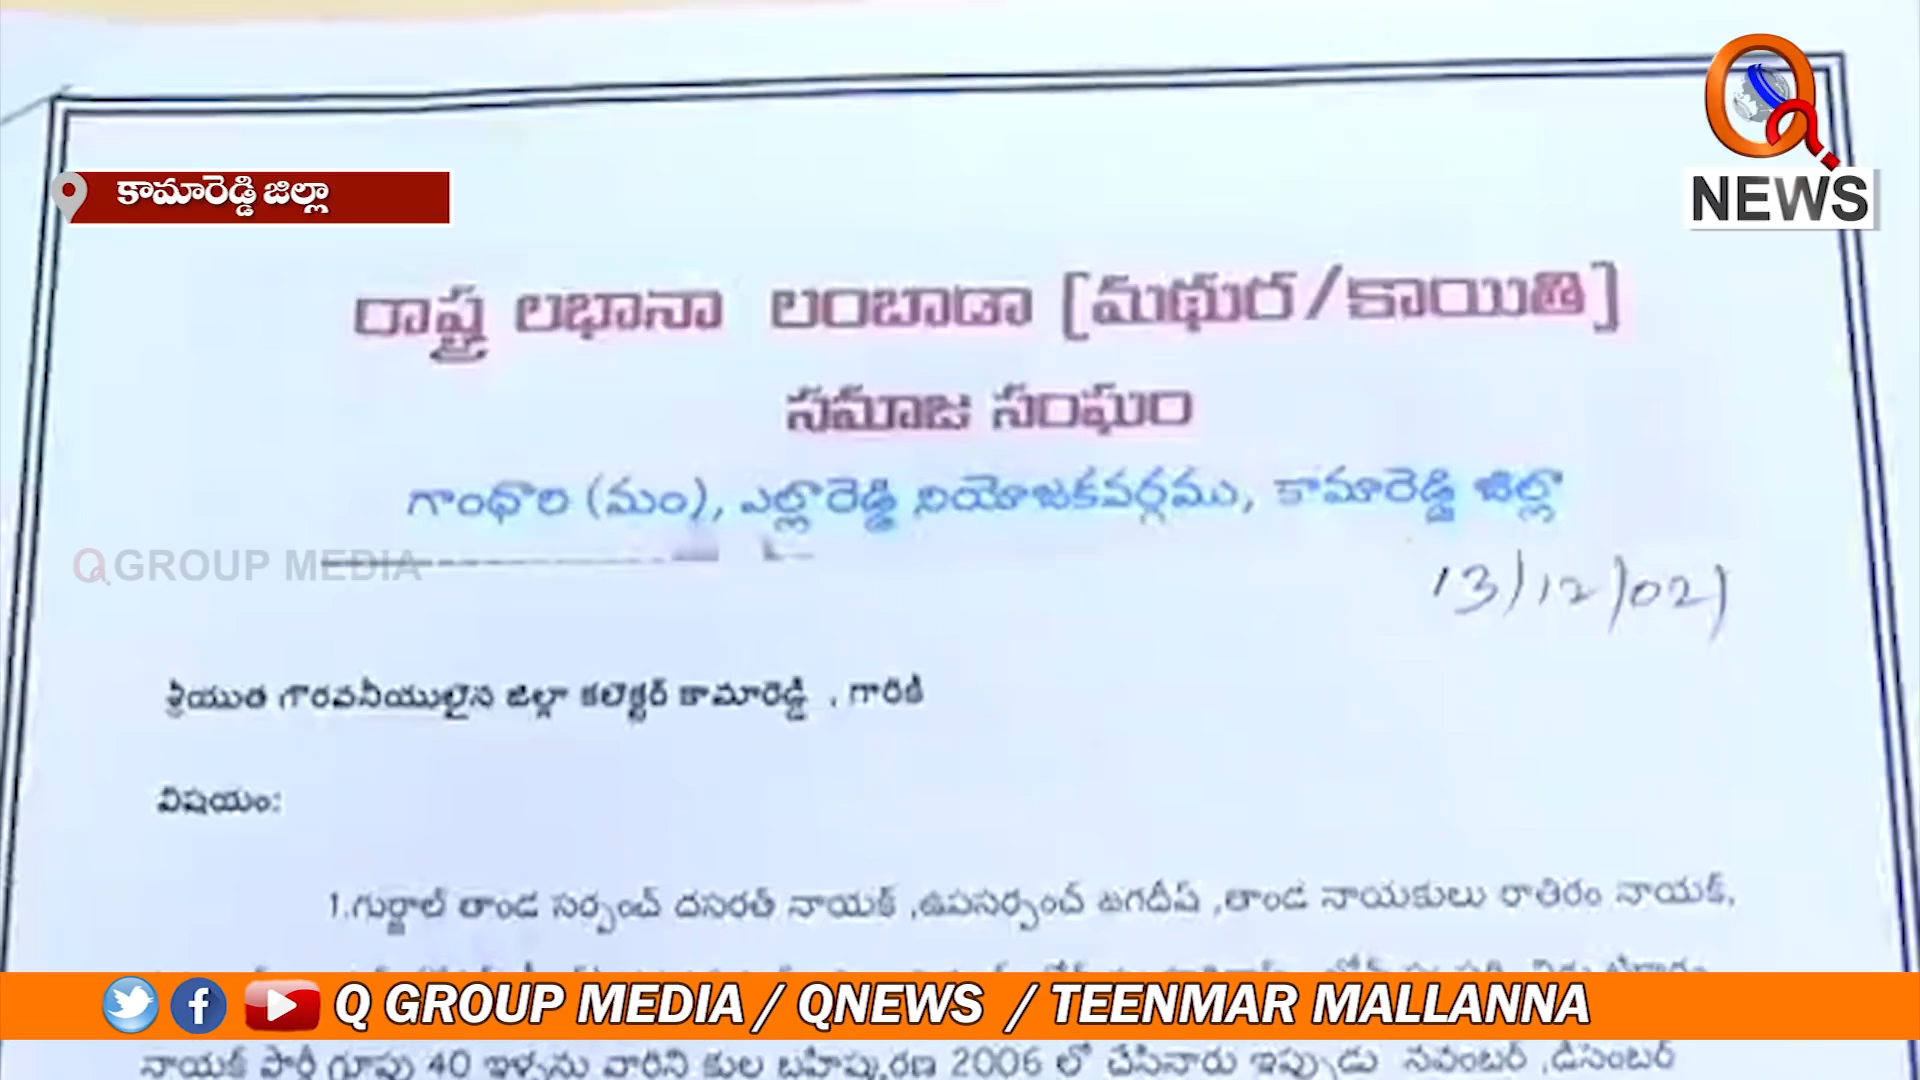 NEWS
కామారెడ్డి జిల్లా
రాష్ట్ర లభానా లంబాడా [మథుర/కాయితి]
సమాజ సంఘం
గాంధారి (మం), ఎల్లారెడ్డి నియోజకవర్గము, కామారెడ్డి జిల్లా
Q GROUP MEDIA
13/12/021
శ్రీయుత గౌరవనీయులైన జిల్లా కలెక్టర్ కామారెడ్డి , గారికి
విషయం:
1.గుర్జాల్ తాండ సర్పంచ్ దసరత్ నాయక్ ,ఉపసర్పంచ్ జగదీష్ ,తాండ నాయకులు రాతిరం నాయక్,
Q GROUP MEDIA / QNEWS / TEENMAR MALLANNA
నాయక్ పార్టీ గ్రూపు 40 ఇళ్ళను వారిని కుల బహిష్కరణ 2006 లో చేసినారు ఇప్పుడు నవంబర్ ,డిసెంబర్